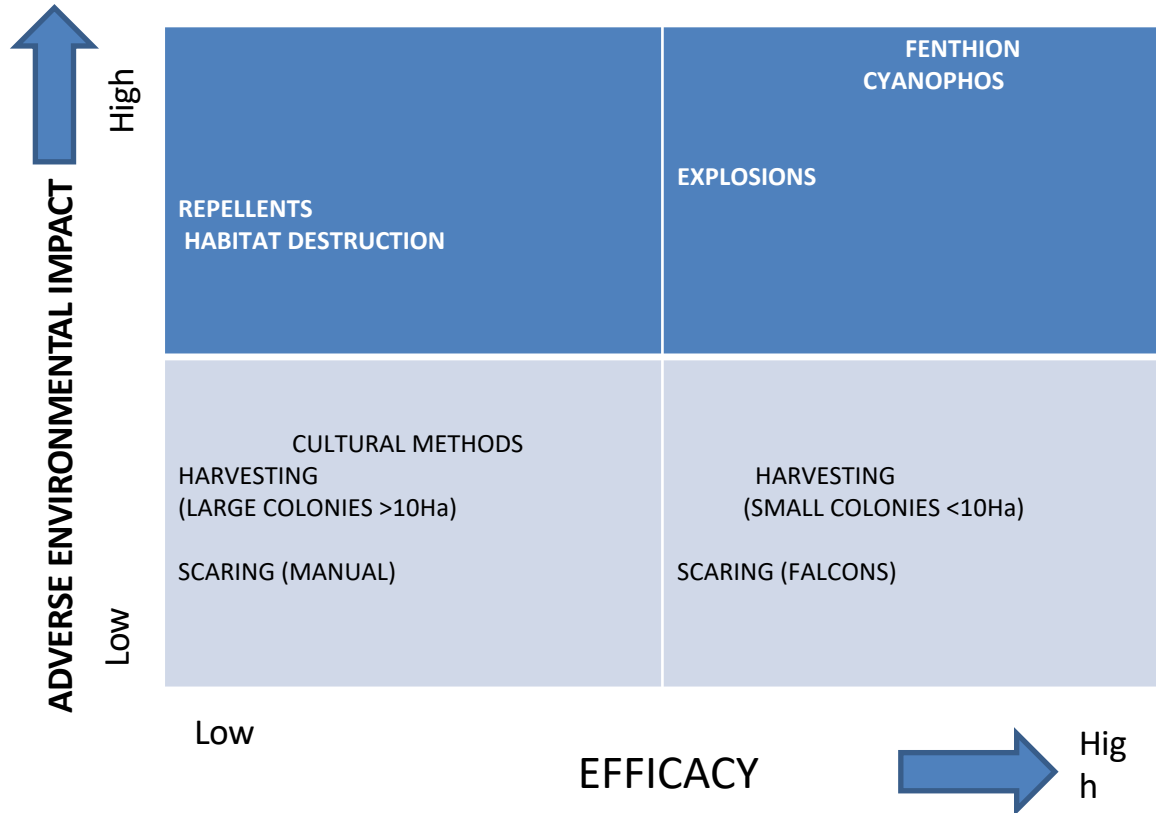 High
ADVERSE ENVIRONMENTAL IMPACT
Low
FENTHION
CYANOPHOS
EXPLOSIONS
REPELLENTS
HABITAT DESTRUCTION
CULTURAL METHODS
HARVESTING
(LARGE COLONIES >10Ha)
SCARING (MANUAL)
HARVESTING
(SMALL COLONIES <10Ha)
SCARING (FALCONS)
Low
EFFICACY
Hig
h